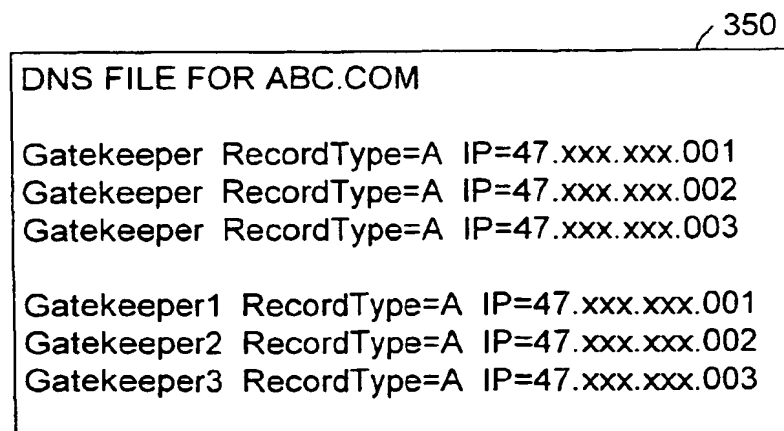 350
DNS FILE FOR ABC.COM
Gatekeeper RecordType=A IP=47.xxx.xxx.001
Gatekeeper RecordType=A IP=47.xxx.xxx.002
Gatekeeper RecordType=A IP=47.xxx.xxx.003
Gatekeeper1 RecordType=A IP=47.xxx.xxx.001
Gatekeeper2 RecordType=A IP=47.xxx.xxx.002
Gatekeeper3 RecordType=A IP=47.xxx.xxx.003